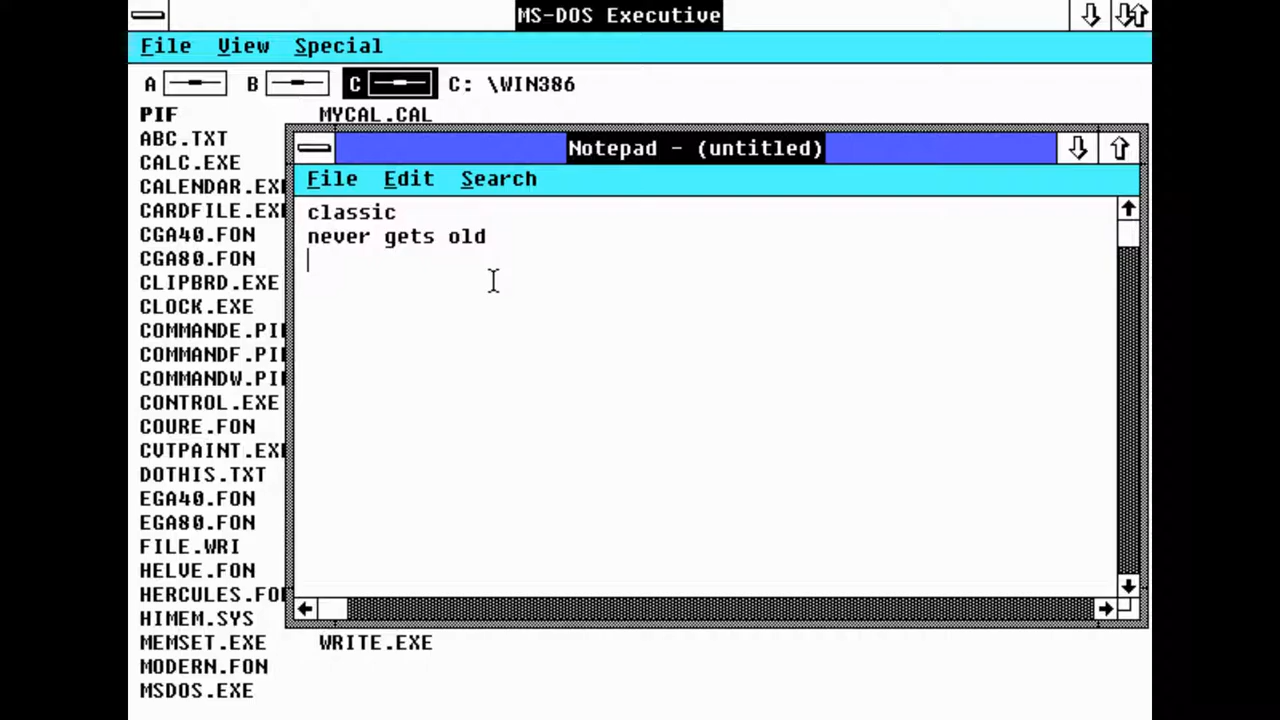 MS-DOS Executive
File View Special
A B C C: \WIN386
PIF MYCAL.CAL
ABC.TXT
CALC.EXE
CALENDAR.EX
CARDFILE.EX
CGA40.FON
CGA80.FON
CLIPBRD.EXE
CLOCK.EXE
COMMANDE.PI
COMMANDF.PI
COMMANDW.PI
CONTROL.EXE
COURE.FON
CVTPAINT.EX
DOTHIS.TXT
EGA40.FON
EGA80.FON
FILE.WRI
HELVE.FON
HERCULES.FO
HIMEM.SYS
MEMSET.EXE WRITE.EXE
MODERN.FON
MSDOS.EXE
Notepad - (untitled)
File Edit Search
classic
never gets old